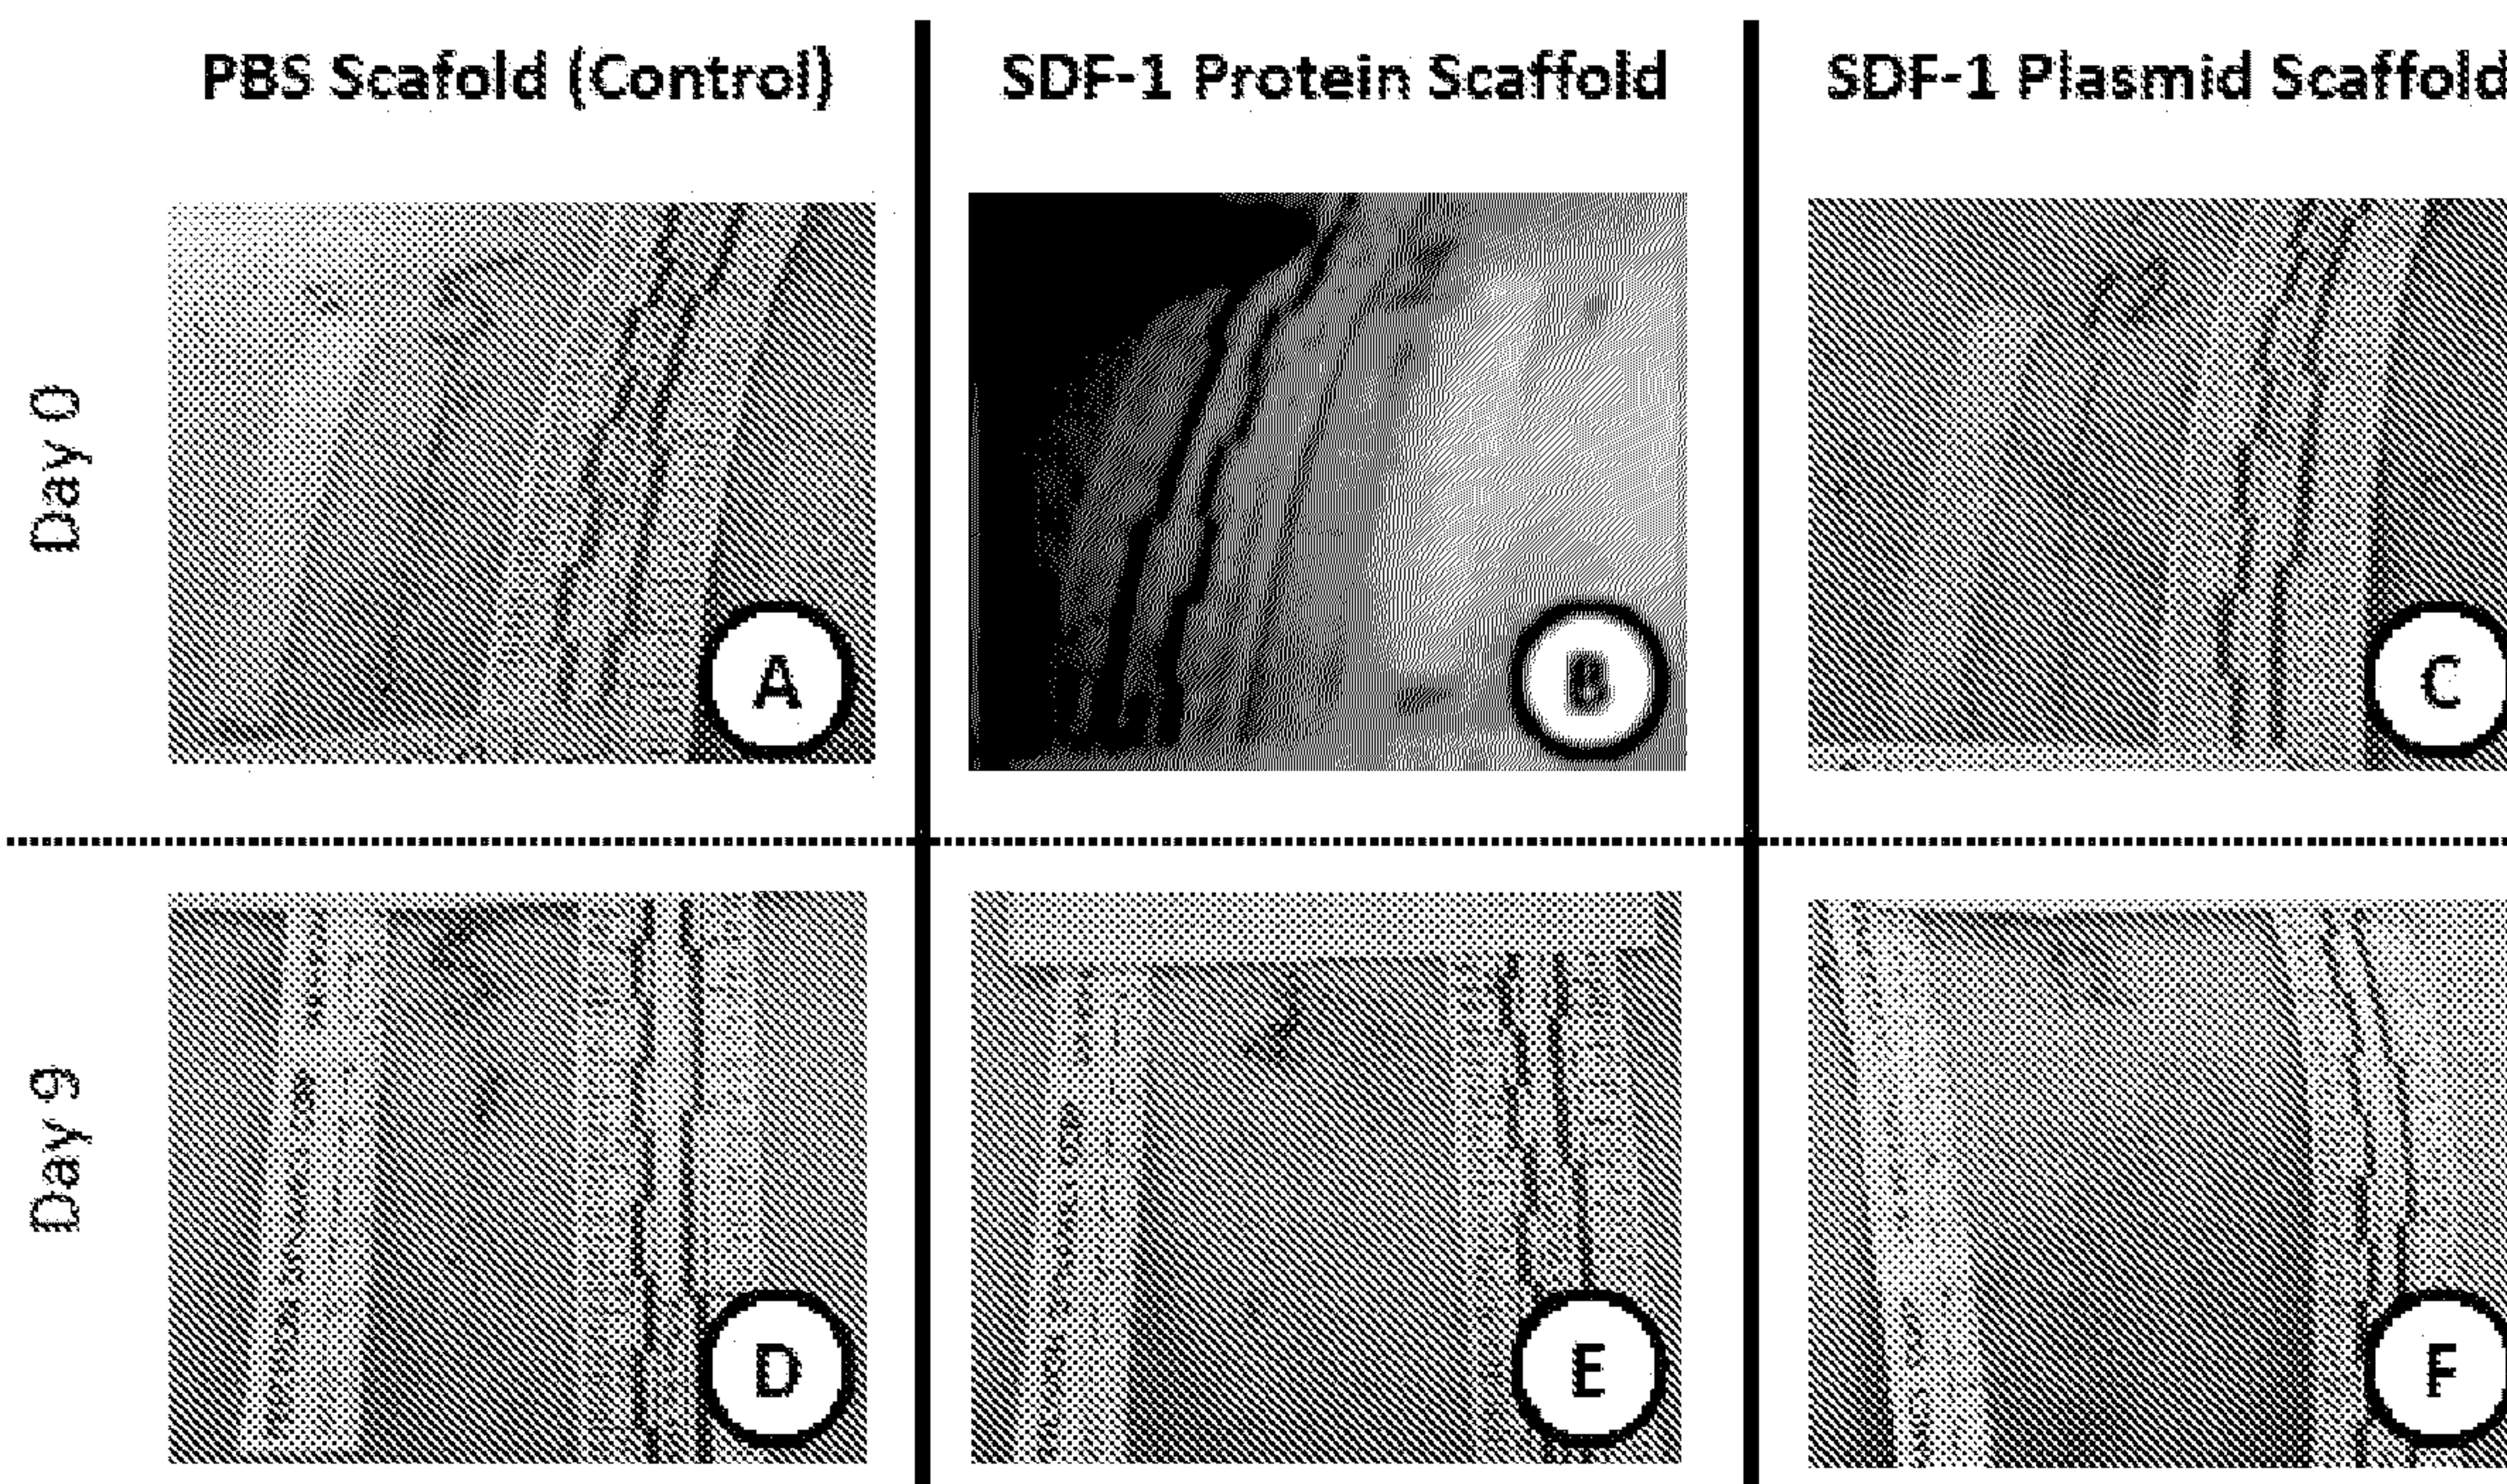 PBS Scafold (Control)
SDF-1 Protein Scaffold
SDF-1 Plasmid Scaffold
Day 0
A
B
C
Day 9
D
E
F